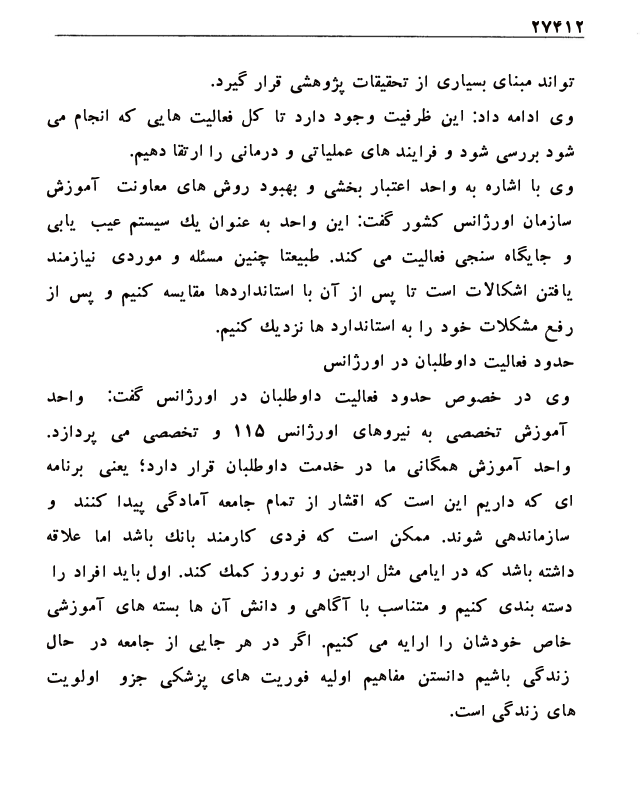 ۲۷۴۱۲
تواند مبنای بسیاری از تحقیقات پژوهشی قرار گیرد.
وی ادامه داد: این ظرفیت وجود دارد تا کل فعالیت هایی که انجام می
شود بررسی شود و فرایند های عملیاتی و درمانی را ارتقا دهیم.
وی با اشاره به واحد اعتبار بخشی و بهبود روش های معاونت آموزش
سازمان اورژانس کشور گفت: این واحد به عنوان یك سیستم عیب یابی
و جایگاه سنجی فعالیت می کند. طبیعتا چنین مسئله و موردی نیازمند
یافتن اشکالات است تا پس از آن با استانداردها مقایسه کنیم و پس از
رفع مشکلات خود را به استاندارد ها نزدیك کنیم.
حدود فعالیت داوطلبان در اورژانس
وی در خصوص حدود فعالیت داوطلبان در اورژانس گفت: واحد
آموزش تخصصی به نیروهای اورژانس ۱۱۵ و تخصصی می پردازد.
واحد آموزش همگانی ما در خدمت داوطلبان قرار دارد؛ یعنی برنامه
ای که داریم این است که اقشار از تمام جامعه آمادگی پیدا کنند و
سازماندهی شوند. ممکن است که فردی کارمند بانك باشد اما علاقه
داشته باشد که در ایامی مثل اربعین و نوروز کمك کند. اول باید افراد را
دسته بندی کنیم و متناسب با آگاهی و دانش آن ها بسته های آموزشی
خاص خودشان را ارایه می کنیم. اگر در هر جایی از جامعه در حال
زندگی باشیم دانستن مفاهیم اولیه فوریت های پزشکی جزو اولویت
های زندگی است.